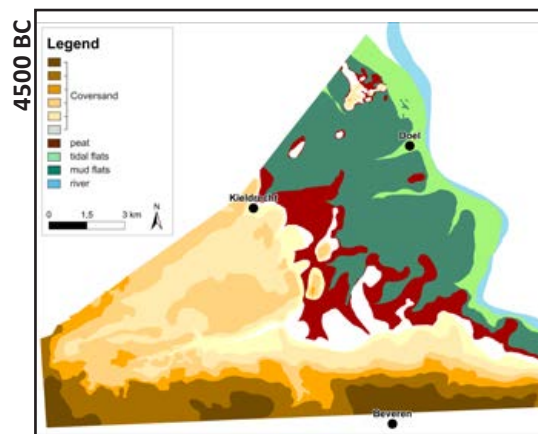 4500 BC
Legend
Coversand
peat
tidal flats
mud flats
river
0 1,5 3 km
N
Doel
Kieldrecht
Beveren